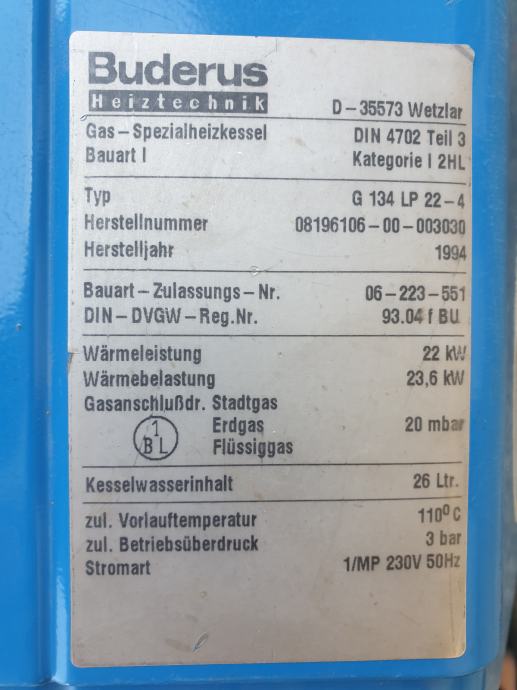 Buderus
Heiztechnik D-35573 Wetzlar
Gas-Spezialheizkessel DIN 4702 Teil 3
Bauart I Kategorie I 2HL
Typ G 134 LP 22-4
Herstellnummer 08196106-00-003030
Herstelljahr 1994
Bauart-Zulassungs-Nr. 06-223-551
DIN-DVGW-Reg.Nr. 93.04 f BU
Wärmeleistung 22 kW
Wärmebelastung 23,6 kW
Gasanschlußdr. Stadtgas
1 Erdgas 20 mbar
BL Flüssiggas
Kesselwasserinhalt 26 Ltr.
zul. Vorlauftemperatur 110⁰ C
zul. Betriebsüberdruck 3 bar
Stromart 1/MP 230V 50Hz